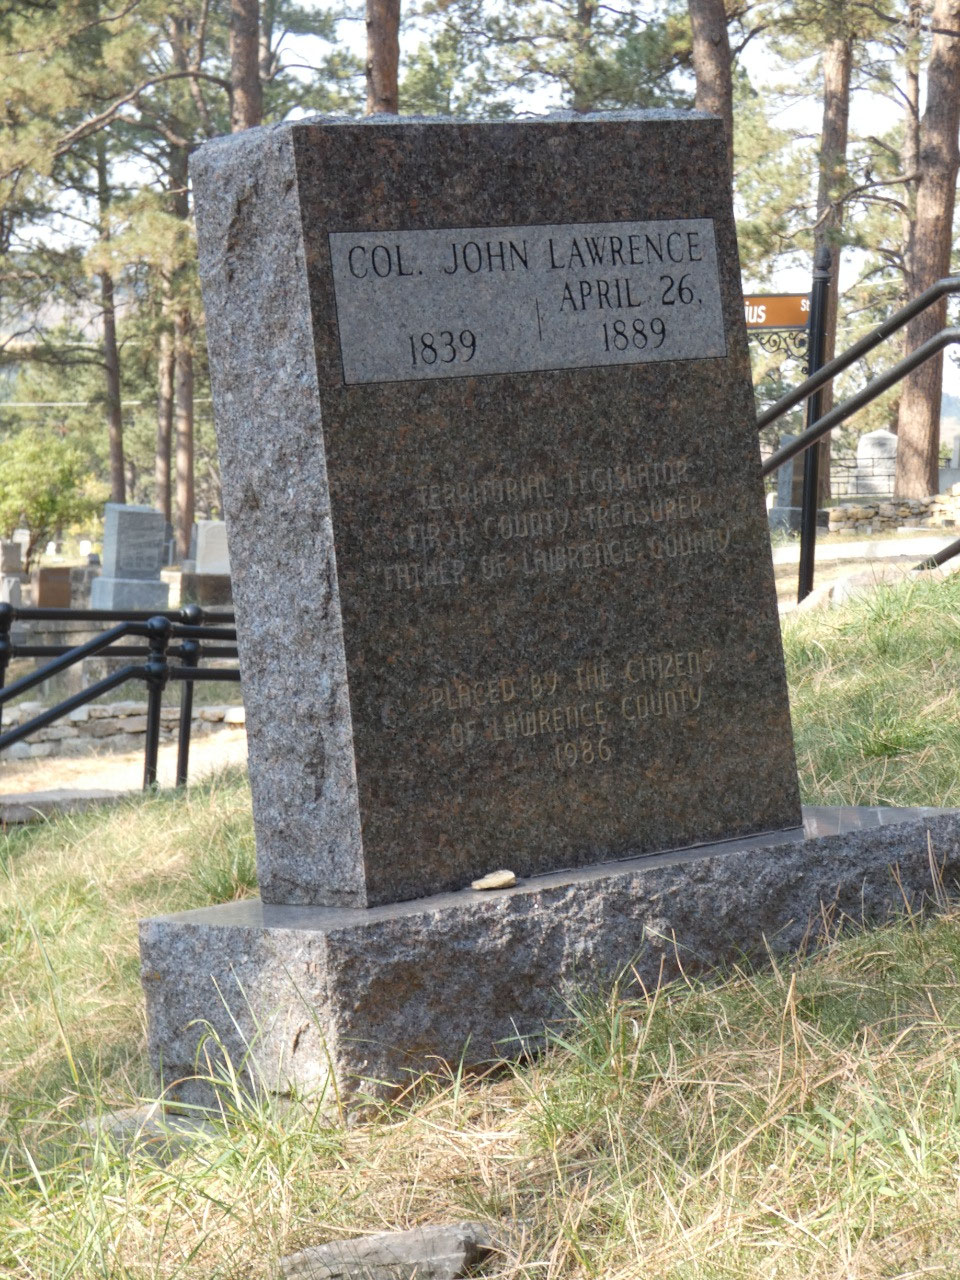 COL. JOHN LAWRENCE
APRIL 26,
1839 1889
TERRITORIAL LEGISLATOR
FIRST COUNTY TREASURER
"FATHER OF LAWRENCE COUNTY"
PLACED BY THE CITIZENS
OF LAWRENCE COUNTY
1986
St